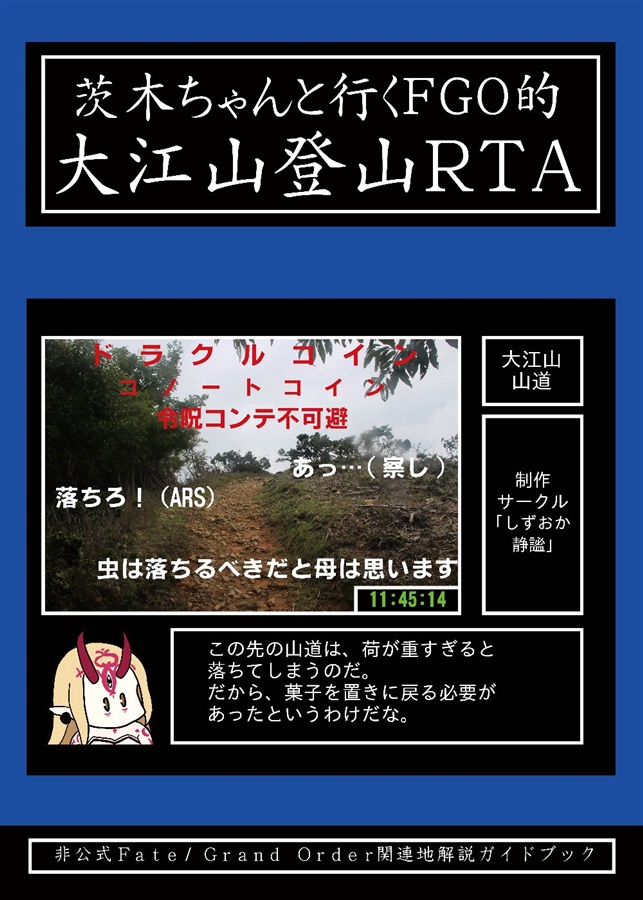 茨木ちゃんと行くFGO的
大江山登山RTA
ドラクルコイン
コノートコイン
令呪コンテ不可避
あっ…(察し)
落ちろ!(ARS)
虫は落ちるべきだと母は思います
11:45:14
大江山
山道
制作
サークル
「しずおか
静謐」
この先の山道は、荷が重すぎると
落ちてしまうのだ。
だから、菓子を置きに戻る必要が
あったというわけだな。
非公式Fate/Grand Order関連地解説ガイドブック